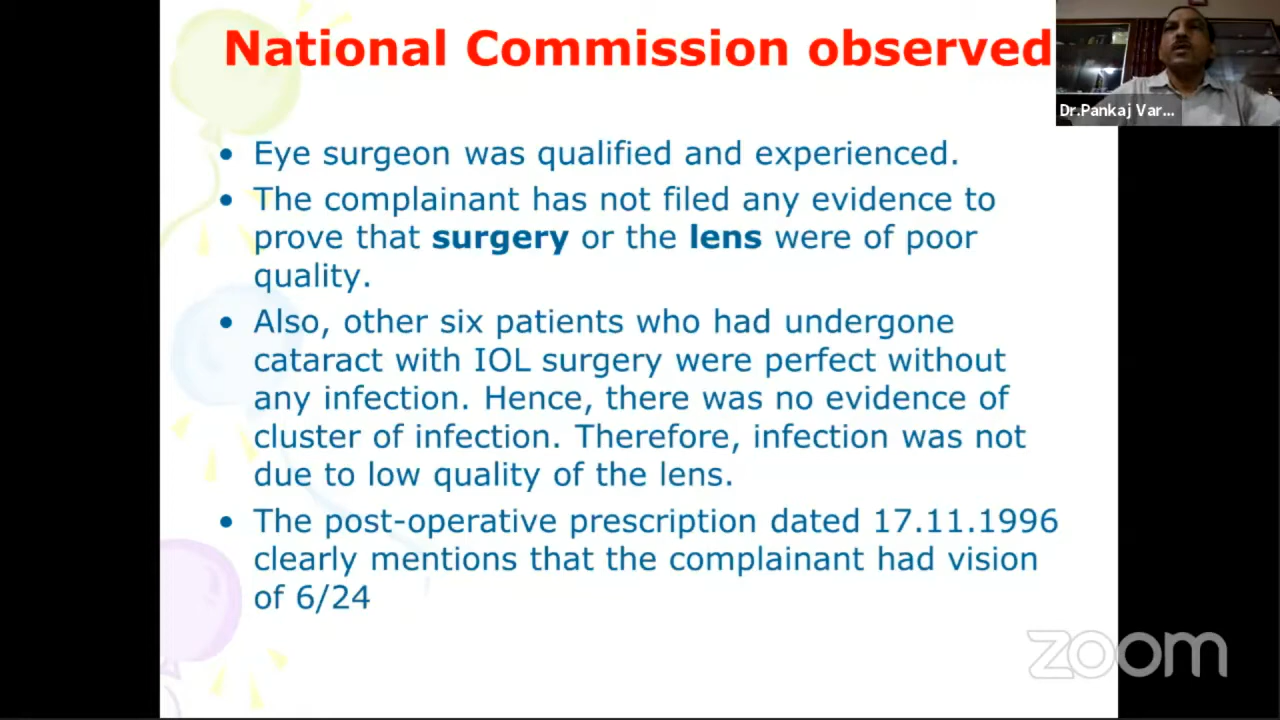 National Commission observed
Dr.Pankaj Var...
• Eye surgeon was qualified and experienced.
• The complainant has not filed any evidence to
prove that surgery or the lens were of poor
quality.
• Also, other six patients who had undergone
cataract with IOL surgery were perfect without
any infection. Hence, there was no evidence of
cluster of infection. Therefore, infection was not
due to low quality of the lens.
• The post-operative prescription dated 17.11.1996
clearly mentions that the complainant had vision
of 6/24
zoom